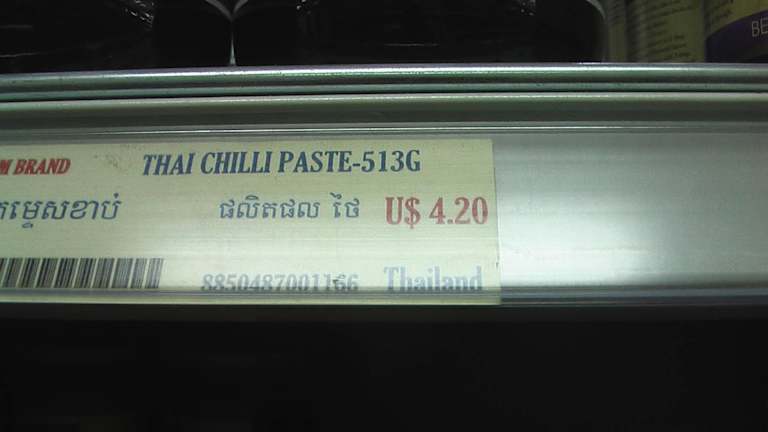 BE
M BRAND THAI CHILLI PASTE-513G
ម្ទេសខាប់ ផលិតផល ថៃ U$ 4.20
8850487001166 Thailand